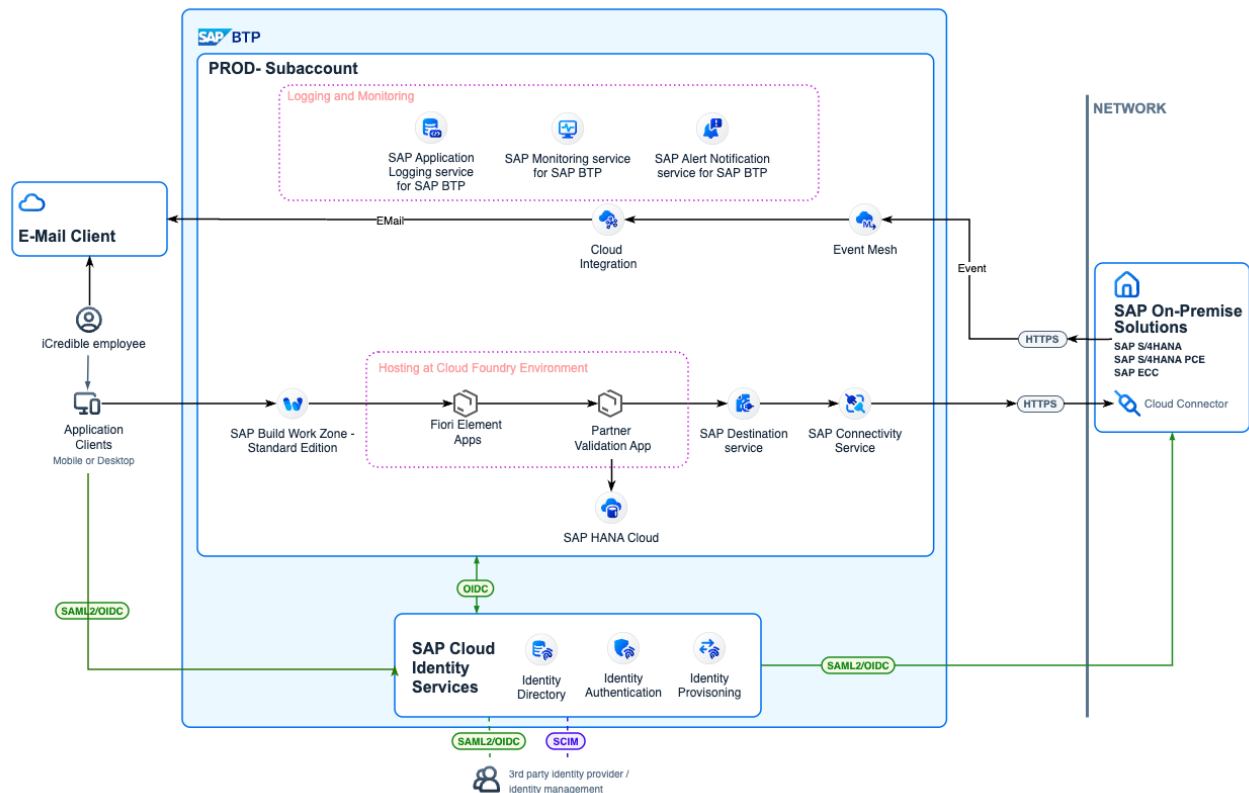 SAP BTP
PROD- Subaccount
Logging and Monitoring
SAP Application
Logging service
for SAP BTP
SAP Monitoring service
for SAP BTP
SAP Alert Notification
service for SAP BTP
NETWORK
E-Mail Client
EMail
Cloud
Integration
Event Mesh
Event
iCredible employee
HTTPS
SAP On-Premise
Solutions
SAP S/4HANA
SAP S/4HANA PCE
SAP ECC
Hosting at Cloud Foundry Environment
Application
Clients
Mobile or Desktop
SAP Build Work Zone -
Standard Edition
Fiori Element
Apps
Partner
Validation App
SAP Destination
service
SAP Connectivity
Service
HTTPS
Cloud Connector
SAP HANA Cloud
OIDC
SAML2/OIDC
SAP Cloud
Identity
Services
Identity
Directory
Identity
Authentication
Identity
Provisoning
SAML2/OIDC
SAML2/OIDC
SCIM
3rd party identity provider /
identity management